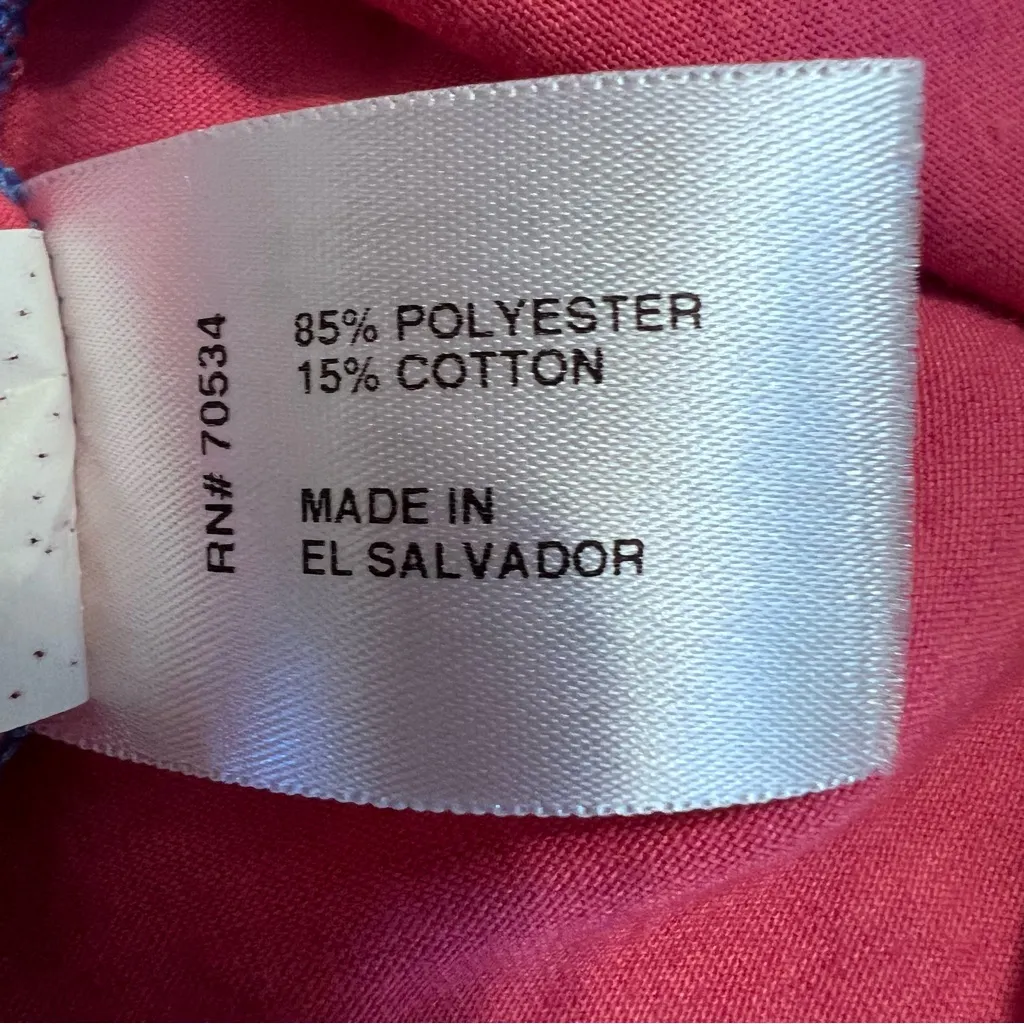 RN# 70534
85% POLYESTER
15% COTTON
MADE IN
EL SALVADOR